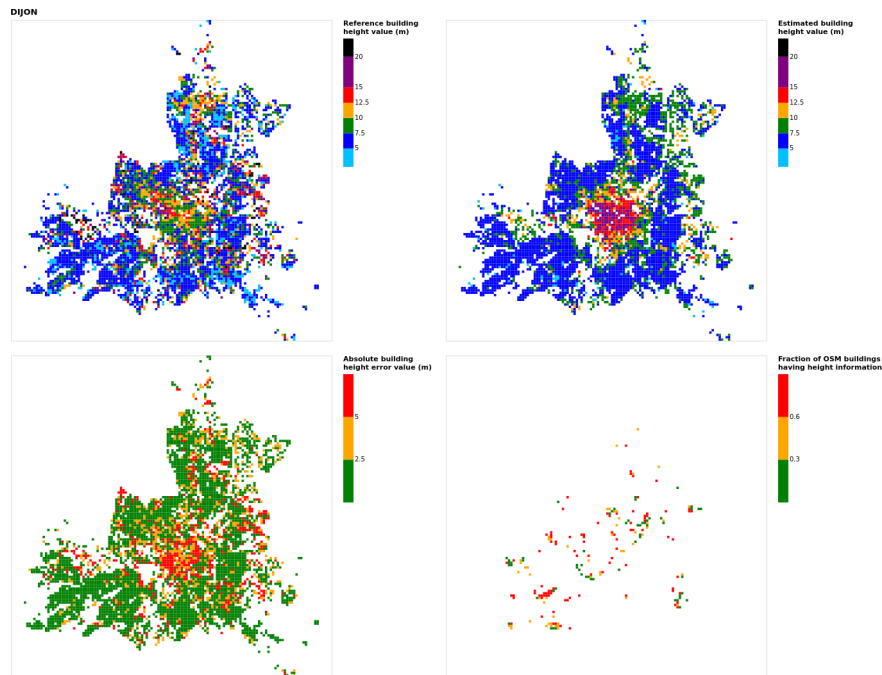 DIJON
Reference building
height value (m)
20
15
12.5
10
7.5
5
Estimated building
height value (m)
20
15
12.5
10
7.5
5
Absolute building
height error value (m)
5
2.5
Fraction of OSM buildings
having height information
0.6
0.3